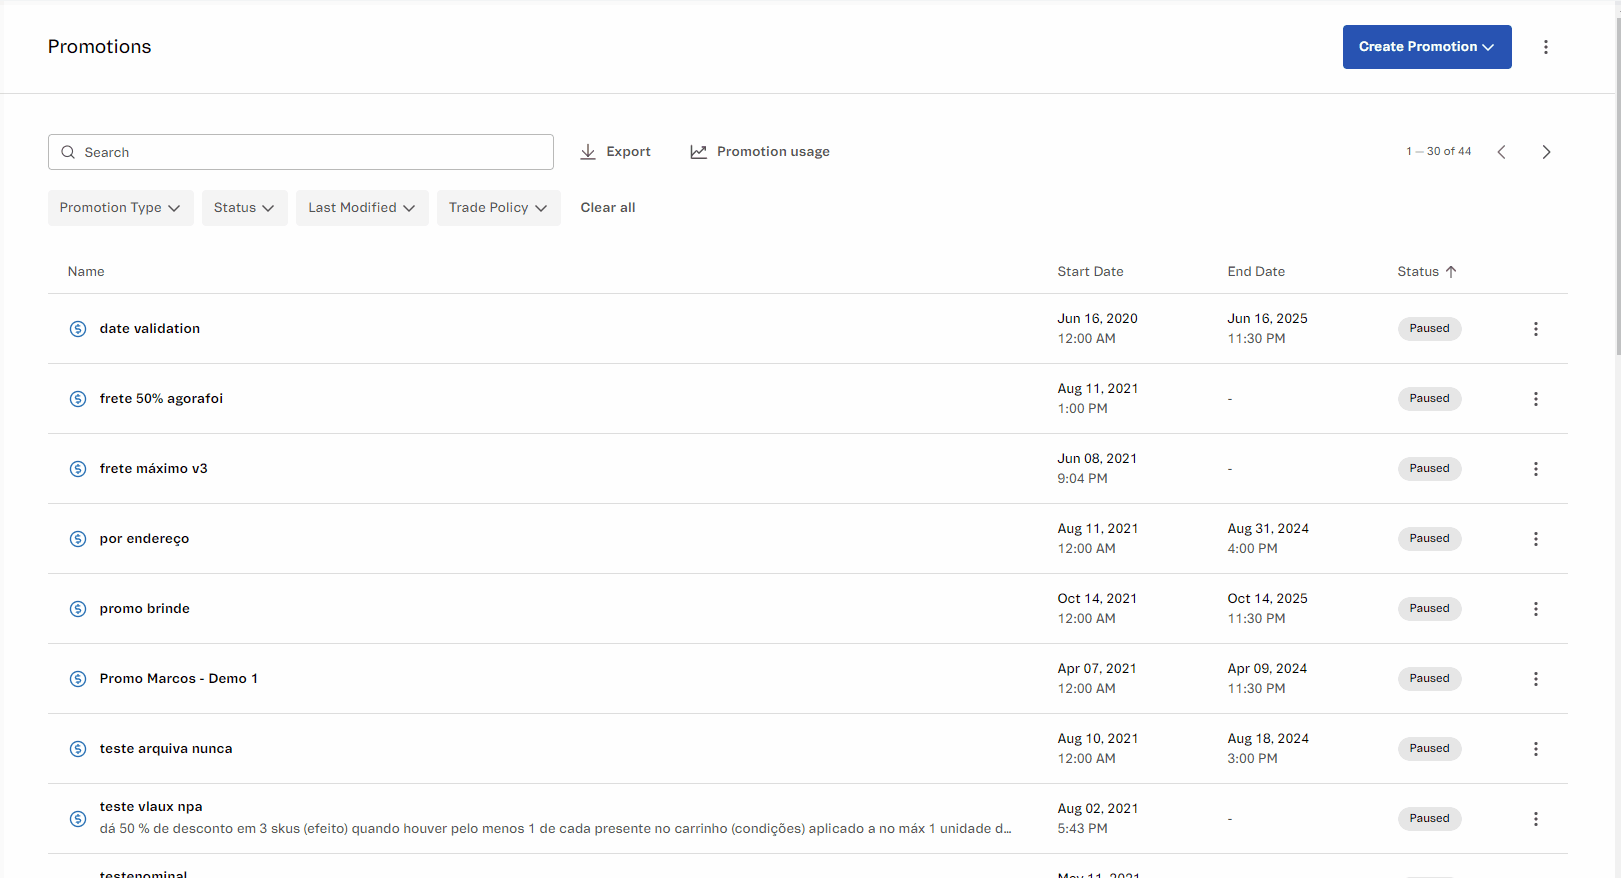 Promotions
Create Promotion
Search
Export
Promotion usage
1 — 30 of 44
Promotion Type
Status
Last Modified
Trade Policy
Clear all
Name
Start Date
End Date
Status
date validation
Jun 16, 2020
12:00 AM
Jun 16, 2025
11:30 PM
Paused
frete 50% agorafoi
Aug 11, 2021
1:00 PM
-
Paused
frete máximo v3
Jun 08, 2021
9:04 PM
-
Paused
por endereço
Aug 11, 2021
12:00 AM
Aug 31, 2024
4:00 PM
Paused
promo brinde
Oct 14, 2021
12:00 AM
Oct 14, 2025
11:30 PM
Paused
Promo Marcos - Demo 1
Apr 07, 2021
12:00 AM
Apr 09, 2024
11:30 PM
Paused
teste arquiva nunca
Aug 10, 2021
12:00 AM
Aug 18, 2024
3:00 PM
Paused
teste vlaux npa
dá 50 % de desconto em 3 skus (efeito) quando houver pelo menos 1 de cada presente no carrinho (condições) aplicado a no máx 1 unidade d...
Aug 02, 2021
5:43 PM
-
Paused
testenominal
May 11, 2021